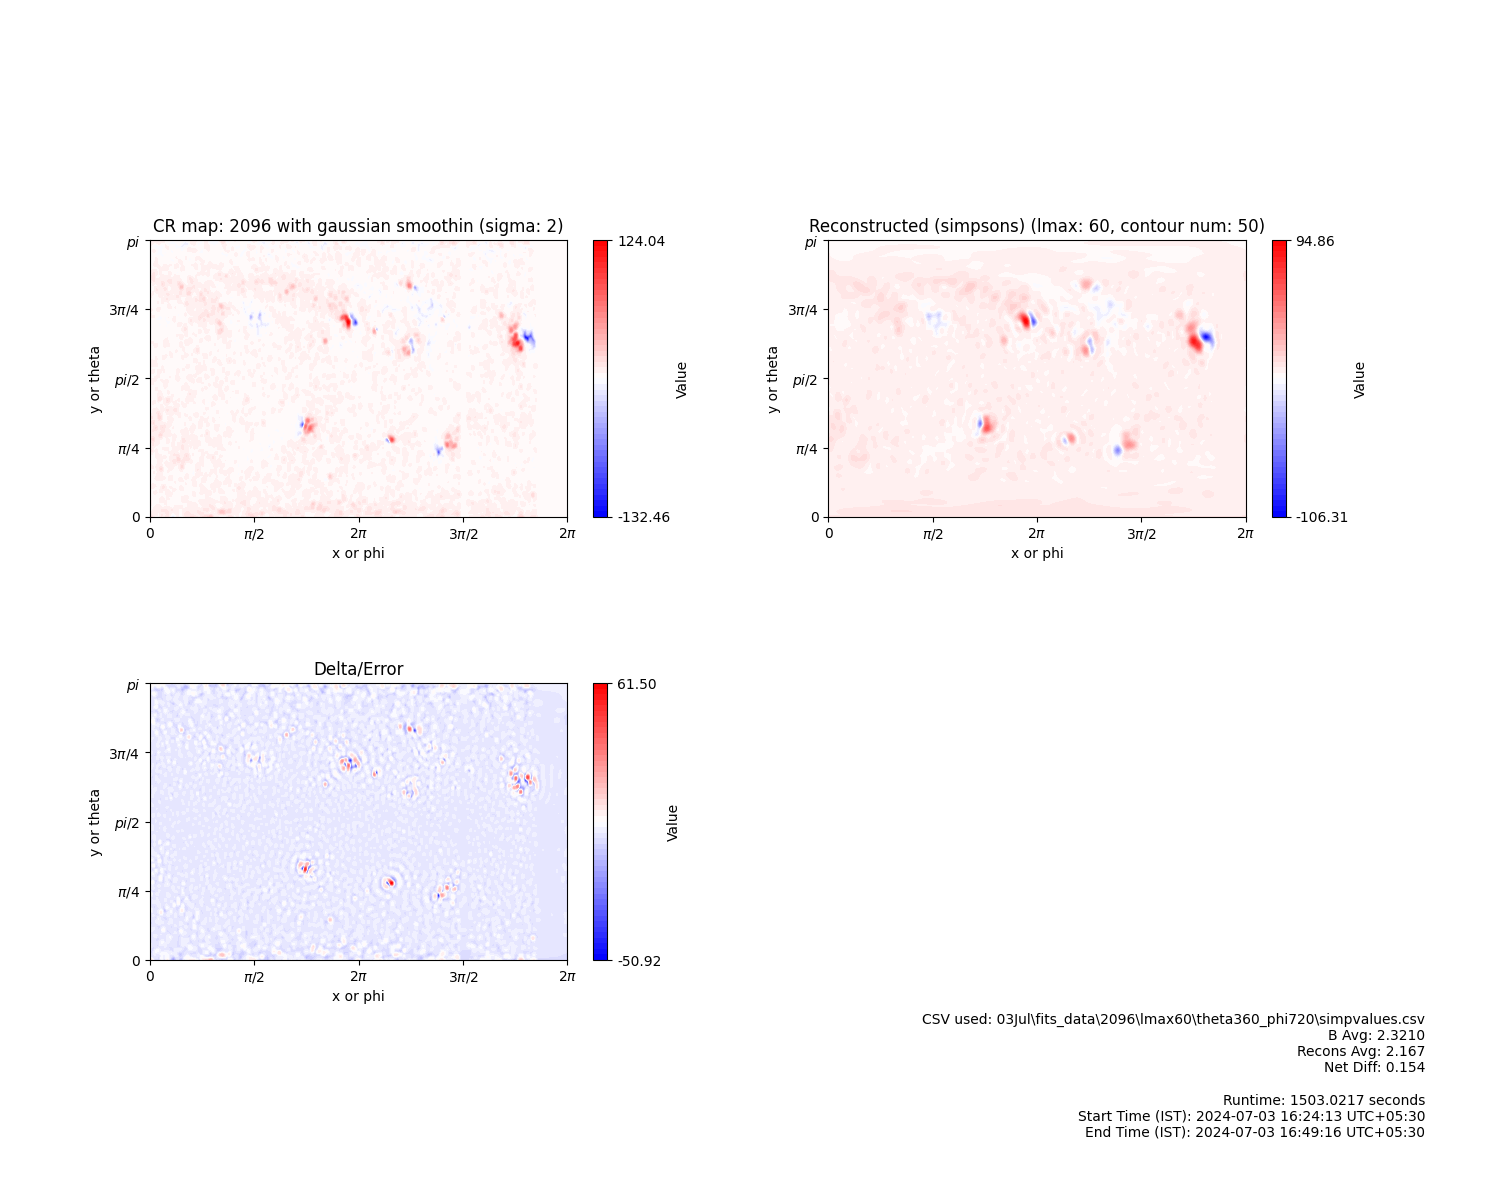 CR map: 2096 with gaussian smoothin (sigma: 2)
pi
3π/4
pi/2
π/4
0
y or theta
0 π/2 2π 3π/2 2π
x or phi
124.04
-132.46
Value
Reconstructed (simpsons) (lmax: 60, contour num: 50)
pi
3π/4
pi/2
π/4
0
y or theta
0 π/2 2π 3π/2 2π
x or phi
94.86
-106.31
Value
Delta/Error
pi
3π/4
pi/2
π/4
0
y or theta
0 π/2 2π 3π/2 2π
x or phi
61.50
-50.92
Value
CSV used: 03Jul\fits_data\2096\lmax60\theta360_phi720\simpvalues.csv
B Avg: 2.3210
Recons Avg: 2.167
Net Diff: 0.154
Runtime: 1503.0217 seconds
Start Time (IST): 2024-07-03 16:24:13 UTC+05:30
End Time (IST): 2024-07-03 16:49:16 UTC+05:30